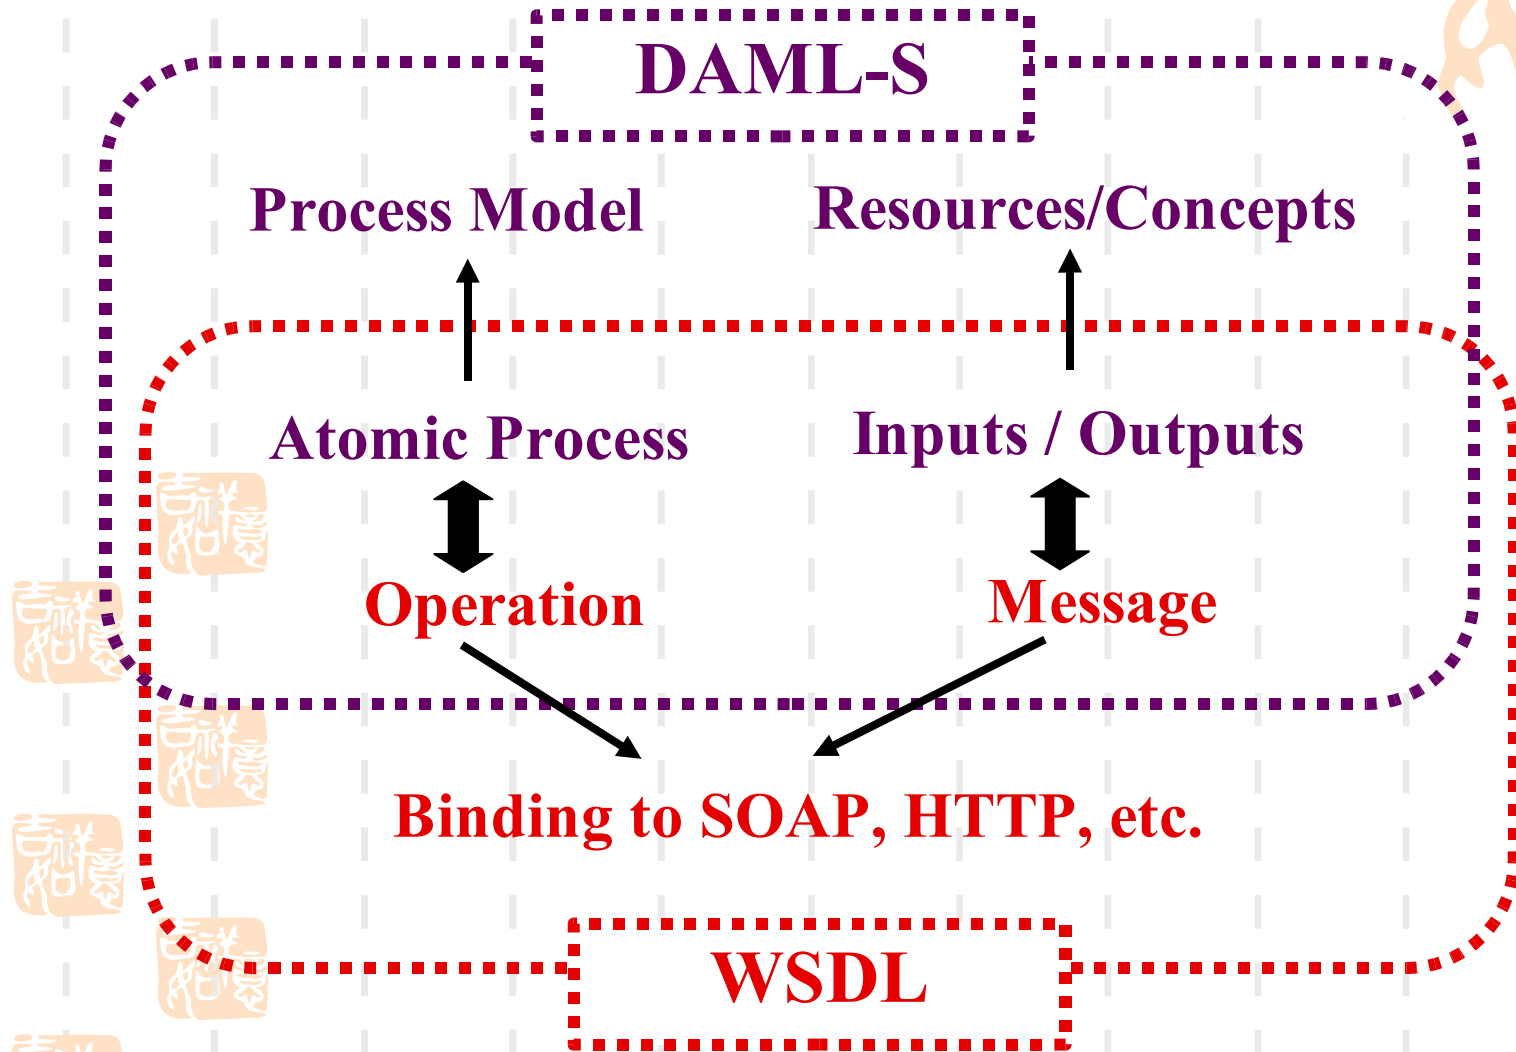 DAML-S
Process Model
Resources/Concepts
Atomic Process
Inputs / Outputs
Operation
Message
Binding to SOAP, HTTP, etc.
WSDL